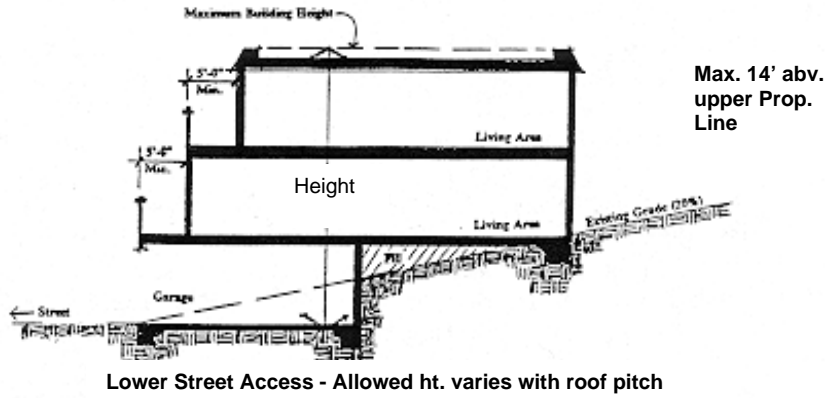 Maximum Building Height
5'-0"
Min.
Max. 14' abv.
upper Prop.
Line
Living Area
5'-0"
Min.
Height
Living Area
Existing Grade (20%)
Fill
Garage
← Street
Lower Street Access - Allowed ht. varies with roof pitch